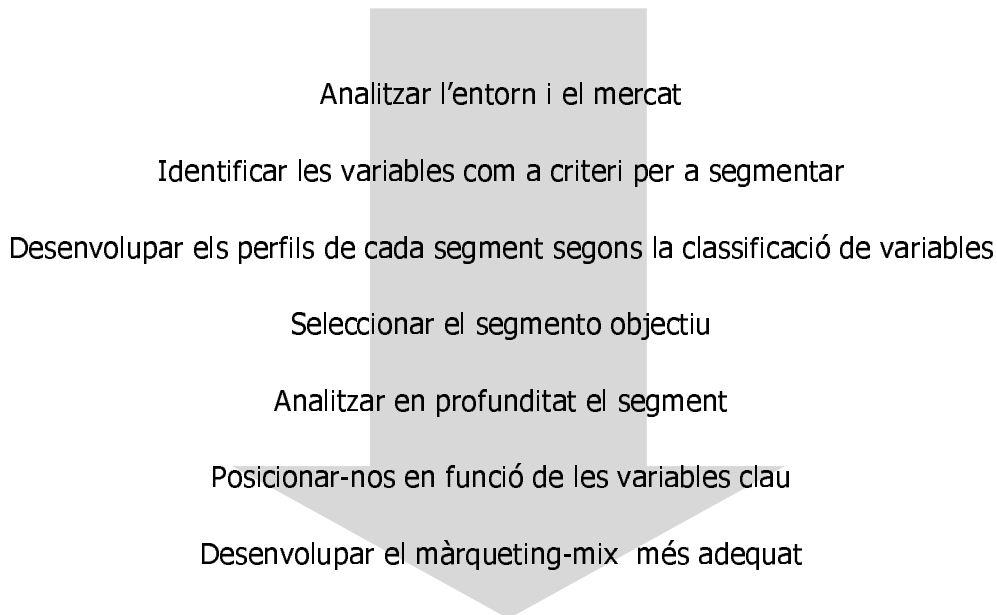 Analitzar l'entorn i el mercat
Identificar les variables com a criteri per a segmentar
Desenvolupar els perfils de cada segment segons la classificació de variables
Seleccionar el segmento objectiu
Analitzar en profunditat el segment
Posicionar-nos en funció de les variables clau
Desenvolupar el màrqueting-mix  més adequat